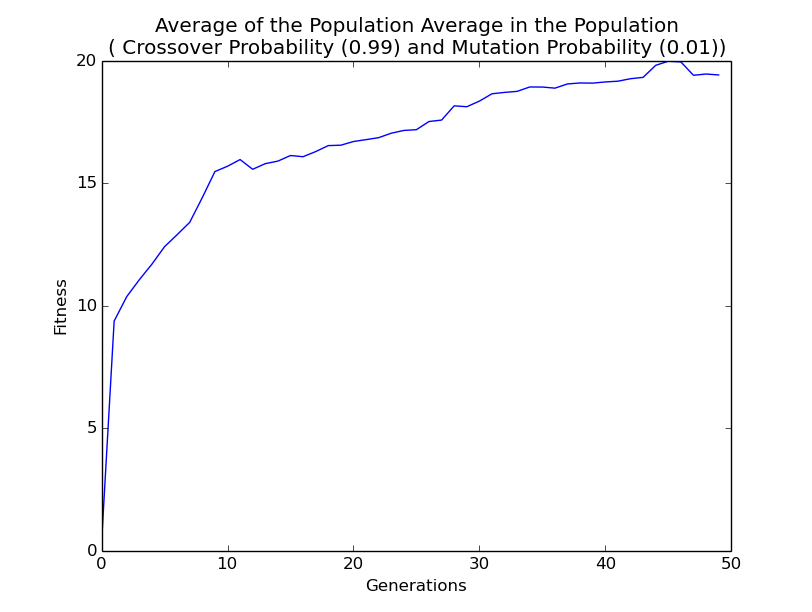 Average of the Population Average in the Population
( Crossover Probability (0.99) and Mutation Probability (0.01))
20
15
10
5
0
Fitness
0 10 20 30 40 50
Generations